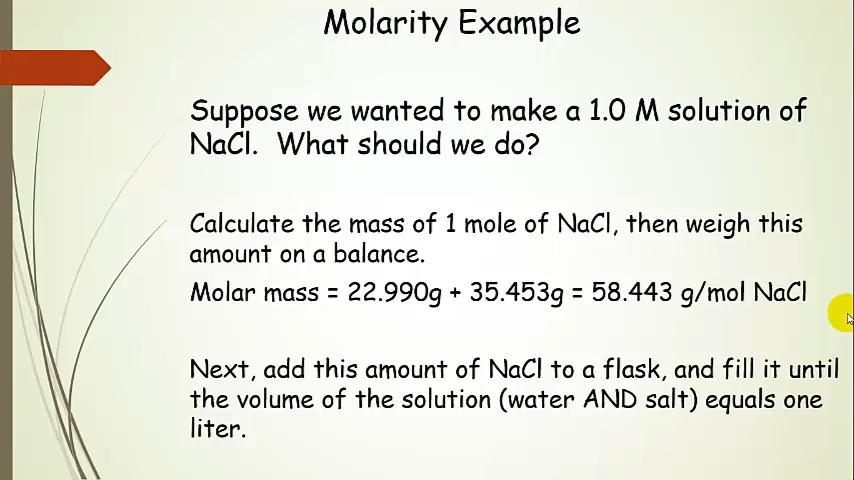 Molarity Example
Suppose we wanted to make a 1.0 M solution of
NaCl. What should we do?
Calculate the mass of 1 mole of NaCl, then weigh this
amount on a balance.
Molar mass = 22.990g + 35.453g = 58.443 g/mol NaCl
Next, add this amount of NaCl to a flask, and fill it until
the volume of the solution (water AND salt) equals one
liter.